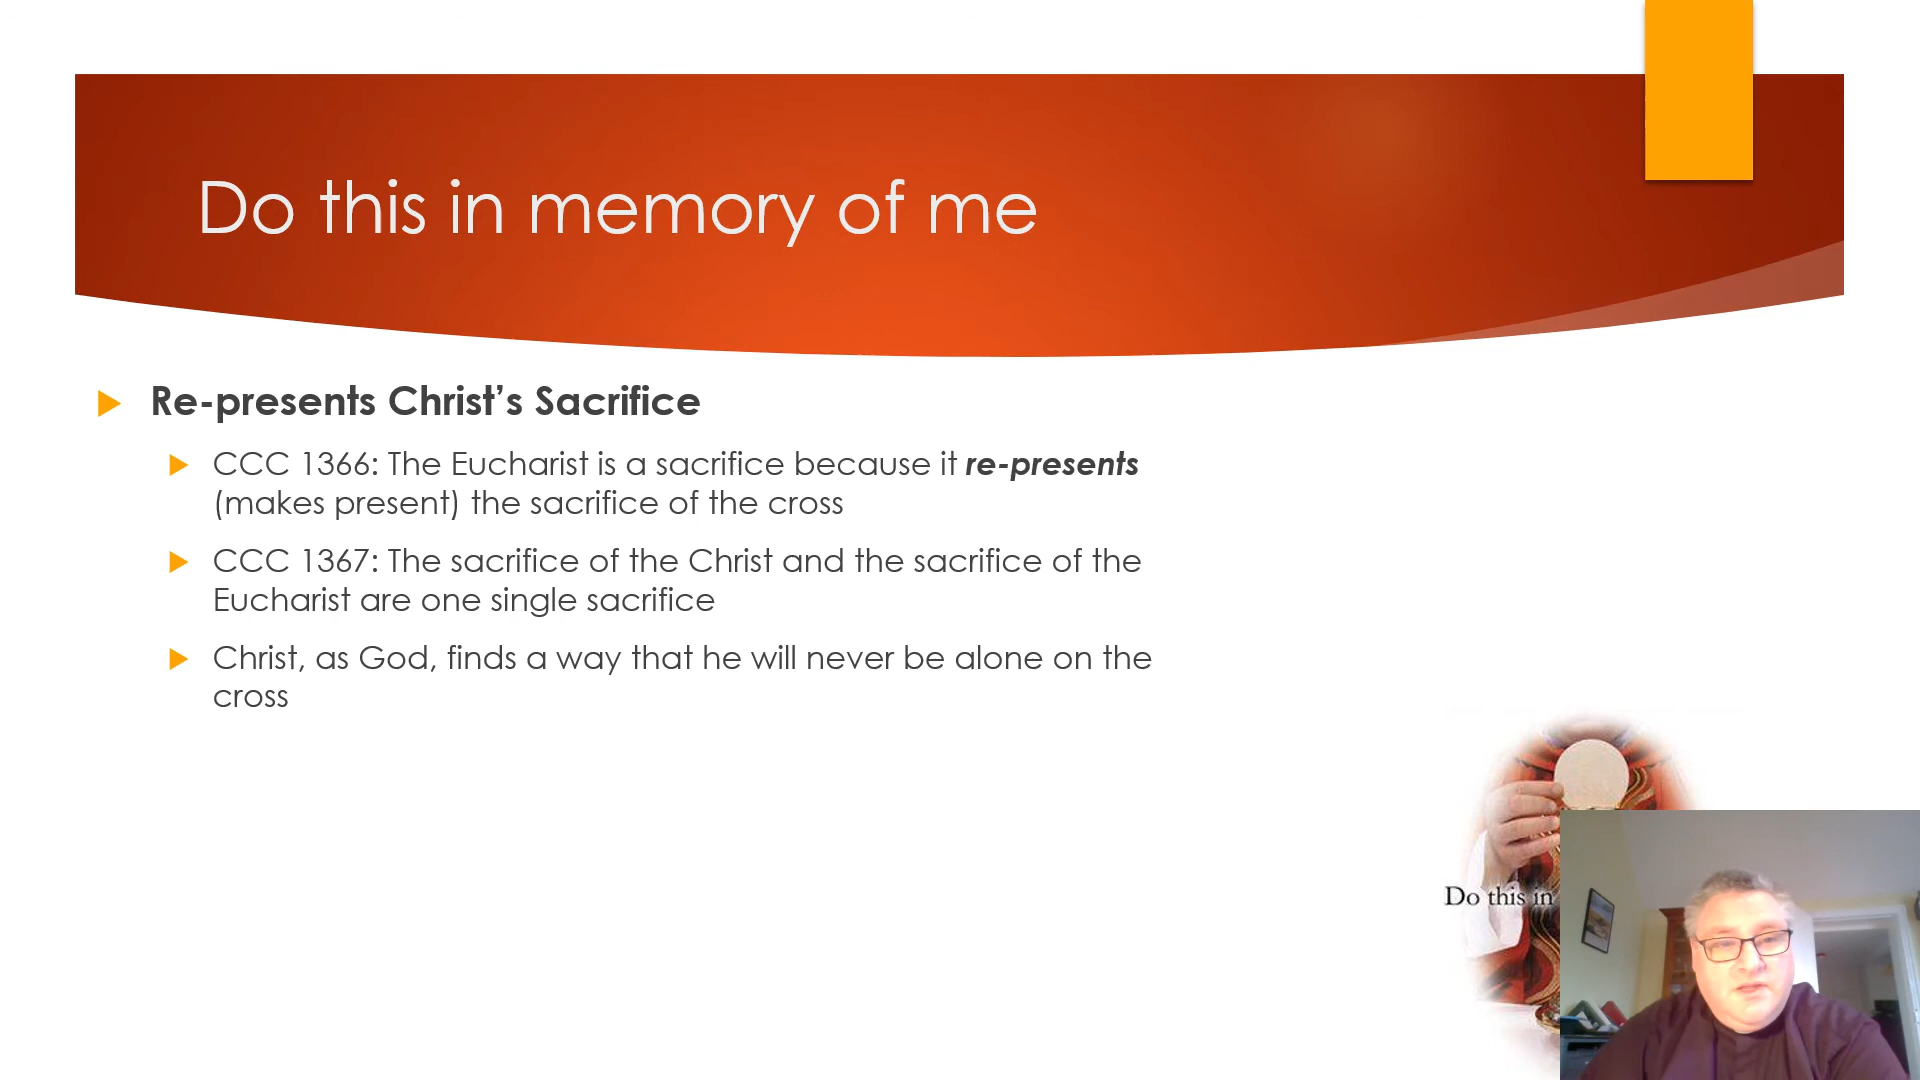 Do this in memory of me
Re-presents Christ’s Sacrifice
CCC 1366: The Eucharist is a sacrifice because it re-presents
(makes present) the sacrifice of the cross
CCC 1367: The sacrifice of the Christ and the sacrifice of the
Eucharist are one single sacrifice
Christ, as God, finds a way that he will never be alone on the
cross
Do this in